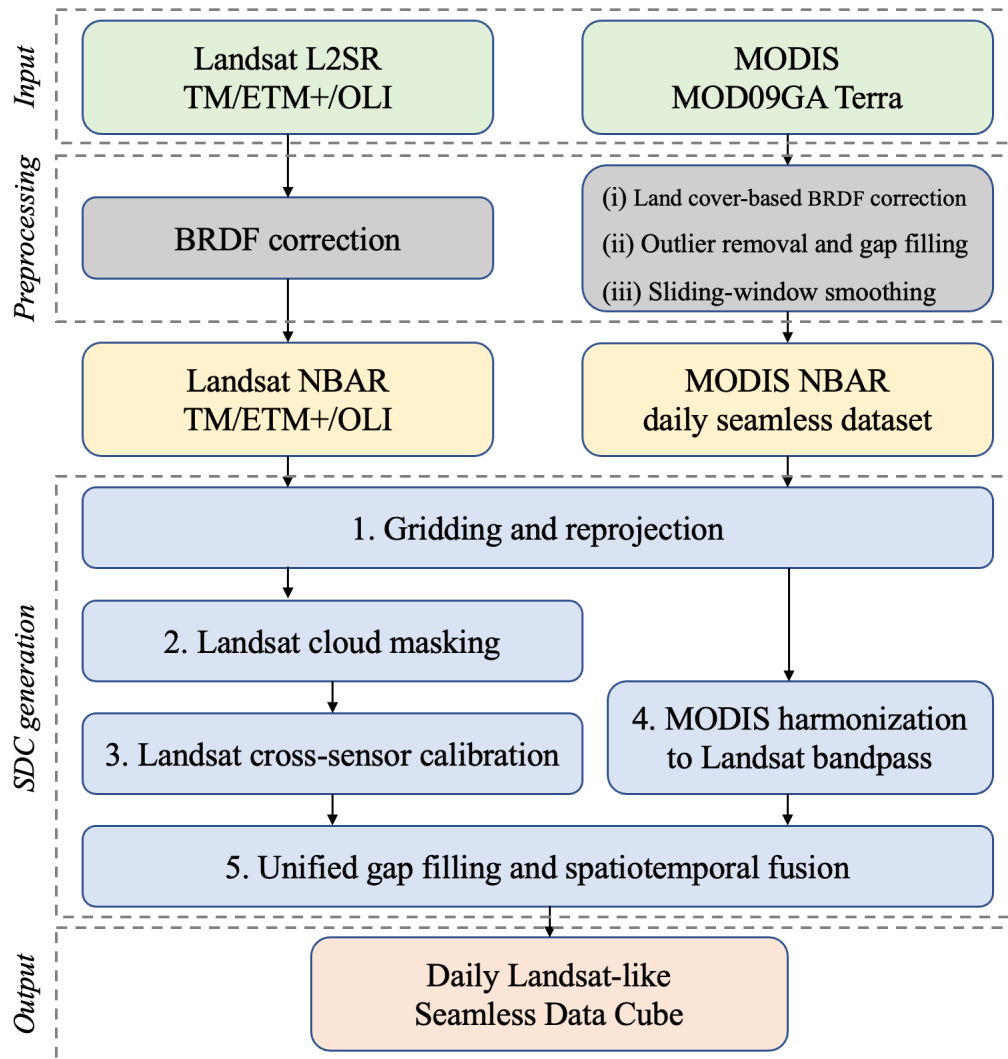 Input
Landsat L2SR
TM/ETM+/OLI
MODIS
MOD09GA Terra
Preprocessing
BRDF correction
(i) Land cover-based BRDF correction
(ii) Outlier removal and gap filling
(iii) Sliding-window smoothing
Landsat NBAR
TM/ETM+/OLI
MODIS NBAR
daily seamless dataset
SDC generation
1. Gridding and reprojection
2. Landsat cloud masking
3. Landsat cross-sensor calibration
4. MODIS harmonization
to Landsat bandpass
5. Unified gap filling and spatiotemporal fusion
Output
Daily Landsat-like
Seamless Data Cube